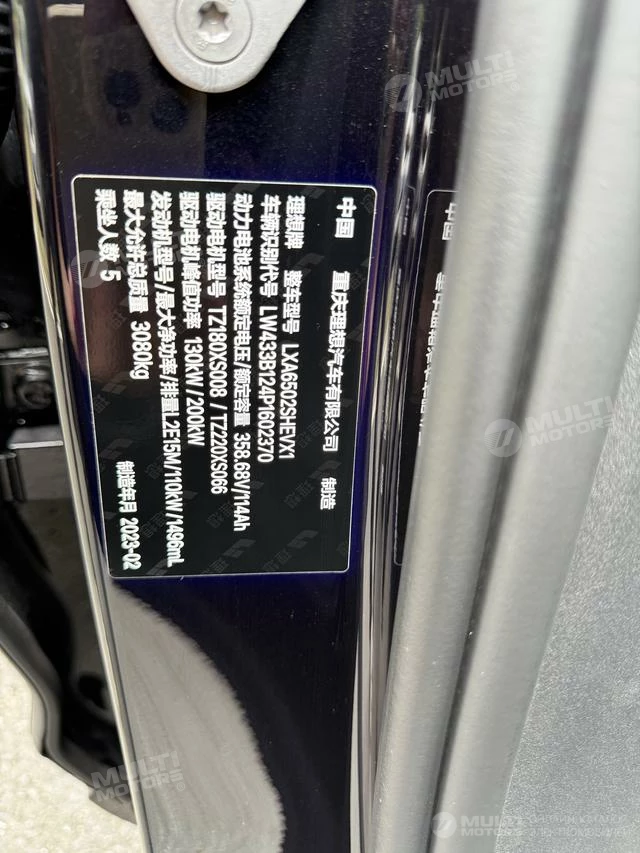 中国 重庆理想汽车有限公司 制造
理想牌 整车型号 LXA6502SHEVX1
车辆识别代号 LW433B124P1602370
动力电池系统额定电压/额定容量 358.68V/114Ah
驱动电机型号 TZ180XS008 / TZ220XS066
驱动电机峰值功率 130kW/200kW
发动机型号/最大净功率/排量 L2E15M/110kW/1496mL
最大允许总质量 3080kg
乘坐人数 5 制造年月 2023-02
MULTI MOTORS
MULTI MOTORS
MULTI MOTORS
MULTI MOTORS
MULTI MOTORS